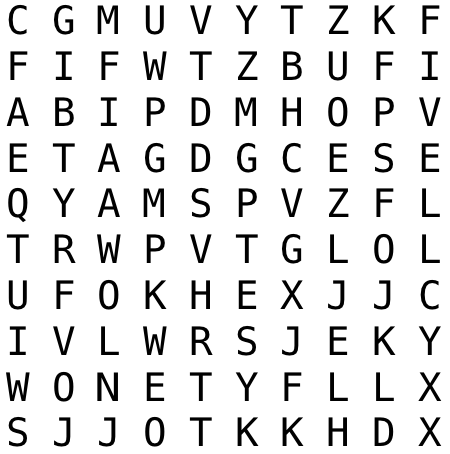 C G M U V Y T Z K F
F I F W T Z B U F I
A B I P D M H O P V
E T A G D G C E S E
Q Y A M S P V Z F L
T R W P V T G L O L
U F O K H E X J J C
I V L W R S J E K Y
W O N E T Y F L L X
S J J O T K K H D X